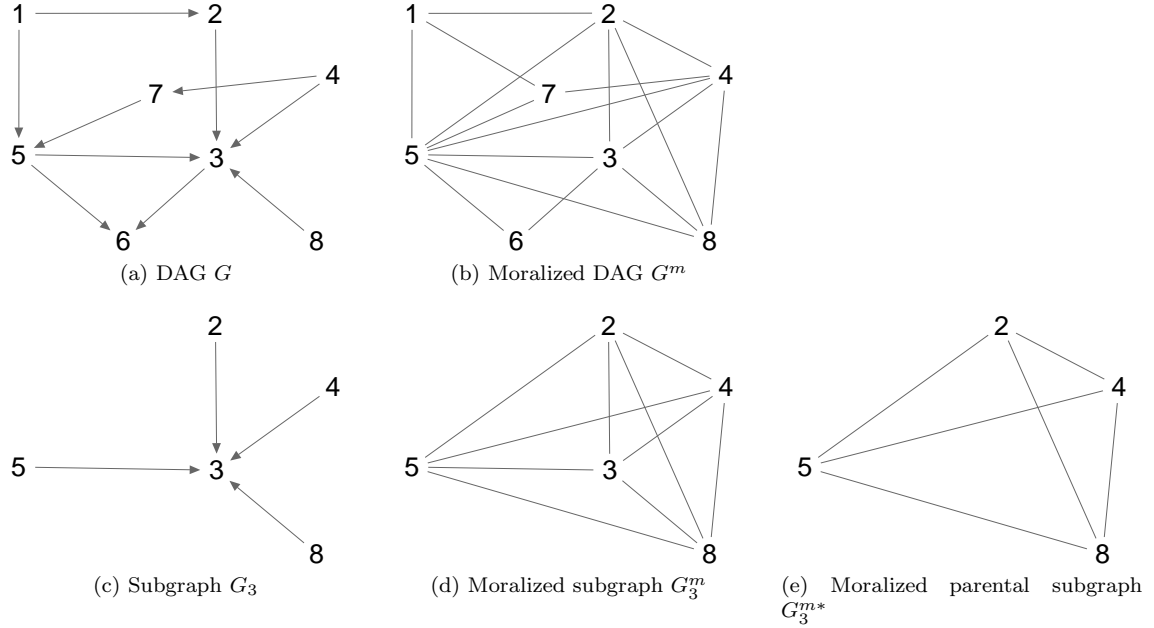 1 2 1 2
4 4
7 7
5 3 5 3
6 8 6 8
(a) DAG G (b) Moralized DAG G^m
2 2 2
4 4 4
5 3 5 3 5
8 8 8
(c) Subgraph G_3 (d) Moralized subgraph G_3^m (e) Moralized parental subgraph
G_3^{m*}